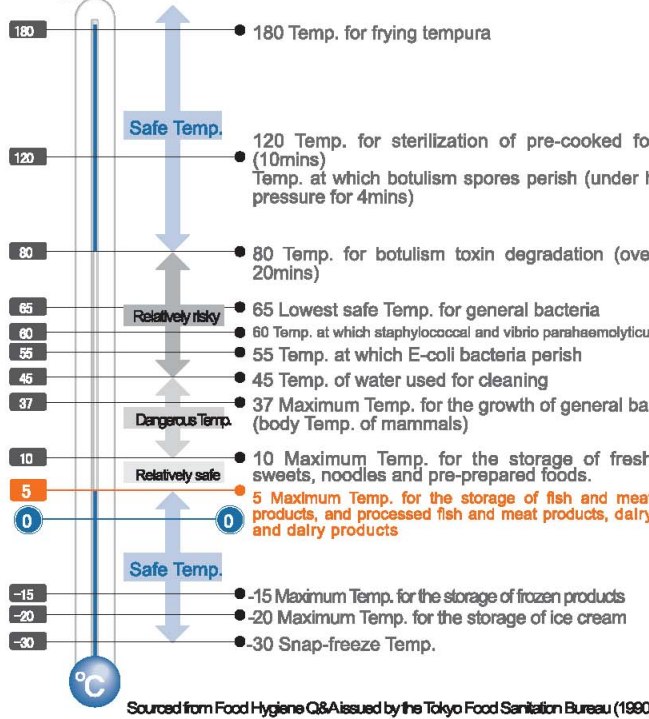 180 180 Temp. for frying tempura
Safe Temp.
120 120 Temp. for sterilization of pre-cooked fo
(10mins)
Temp. at which botulism spores perish (under h
pressure for 4mins)
80 80 Temp. for botulism toxin degradation (ove
20mins)
65 65 Lowest safe Temp. for general bacteria
Relatively risky
60 60 Temp. at which staphylococcal and vibrio parahaemolyticu
55 55 Temp. at which E-coli bacteria perish
45 45 Temp. of water used for cleaning
37 37 Maximum Temp. for the growth of general ba
(body Temp. of mammals)
Dangerous Temp.
10 10 Maximum Temp. for the storage of fresh
sweets, noodles and pre-prepared foods.
Relatively safe
5 5 Maximum Temp. for the storage of fish and meat
products, and processed fish and meat products, dairy
and dairy products
0 0
Safe Temp.
-15 -15 Maximum Temp. for the storage of frozen products
-20 -20 Maximum Temp. for the storage of ice cream
-30 -30 Snap-freeze Temp.
°C
Sourced from Food Hygiene Q&A issued by the Tokyo Food Sanitation Bureau (1990